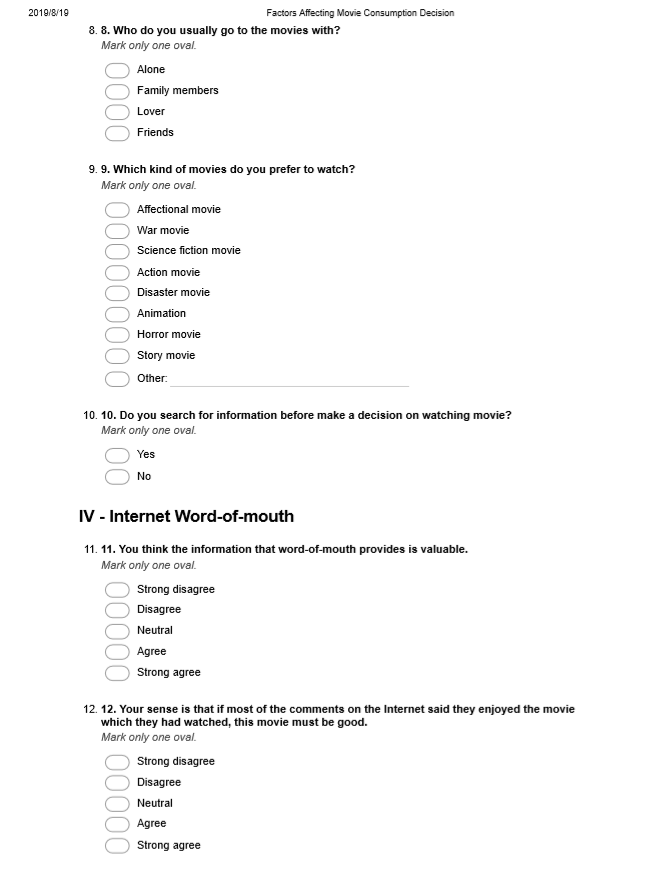 2019/8/19 Factors Affecting Movie Consumption Decision
8. 8. Who do you usually go to the movies with?
Mark only one oval.
Alone
Family members
Lover
Friends
9. 9. Which kind of movies do you prefer to watch?
Mark only one oval.
Affectional movie
War movie
Science fiction movie
Action movie
Disaster movie
Animation
Horror movie
Story movie
Other:
10. 10. Do you search for information before make a decision on watching movie?
Mark only one oval.
Yes
No
IV - Internet Word-of-mouth
11. 11. You think the information that word-of-mouth provides is valuable.
Mark only one oval.
Strong disagree
Disagree
Neutral
Agree
Strong agree
12. 12. Your sense is that if most of the comments on the Internet said they enjoyed the movie
which they had watched, this movie must be good.
Mark only one oval.
Strong disagree
Disagree
Neutral
Agree
Strong agree